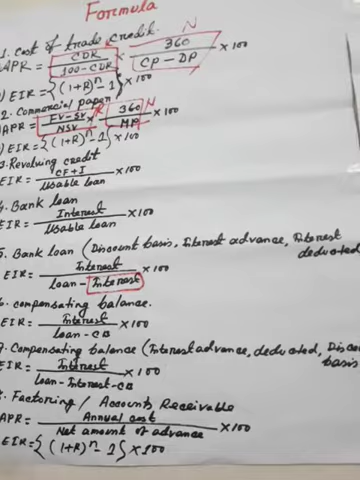 Formula
1. Cost of trade credit.
N
APR = CDR / 100-CDR × 360 / CP-DP ×100
EIR = {(1+R)^n - 1} ×100
2. Commercial paper
APR = FV-SV / NSV R × 360 / MP N ×100
EIR = {(1+R)^n - 1} ×100
3. Revolving credit
EIR = CF+I / Usable loan ×100
4. Bank loan
EIR = Interest / Usable loan ×100
5. Bank loan (Discount basis, Interest advance, Interest deducted
EIR = Interest / loan - Interest ×100
6. compensating balance.
EIR = Interest / loan-CB ×100
7. Compensating balance (Interest advance, deducted, Discou basis
EIR = Interest / loan-Interest-CB ×100
8. Factoring / Accounts Receivable
APR = Annual cost / Net amount of advance ×100
EIR = {(1+R)^n - 1} ×100